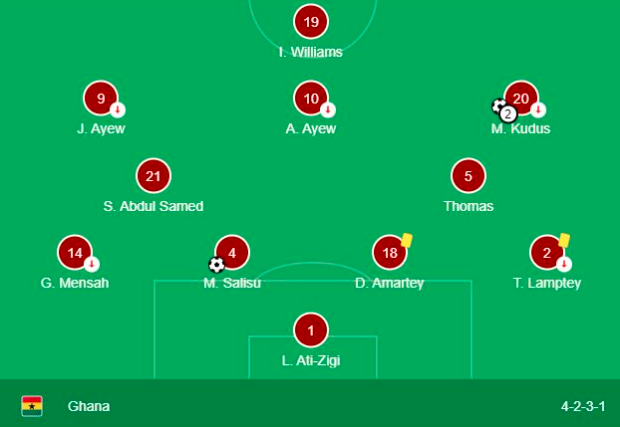 19
I. Williams
9
10
20
2
J. Ayew
A. Ayew
M. Kudus
21
5
S. Abdul Samed
Thomas
14
4
18
2
G. Mensah
M. Salisu
D. Amartey
T. Lamptey
1
L. Ati-Zigi
Ghana 4-2-3-1